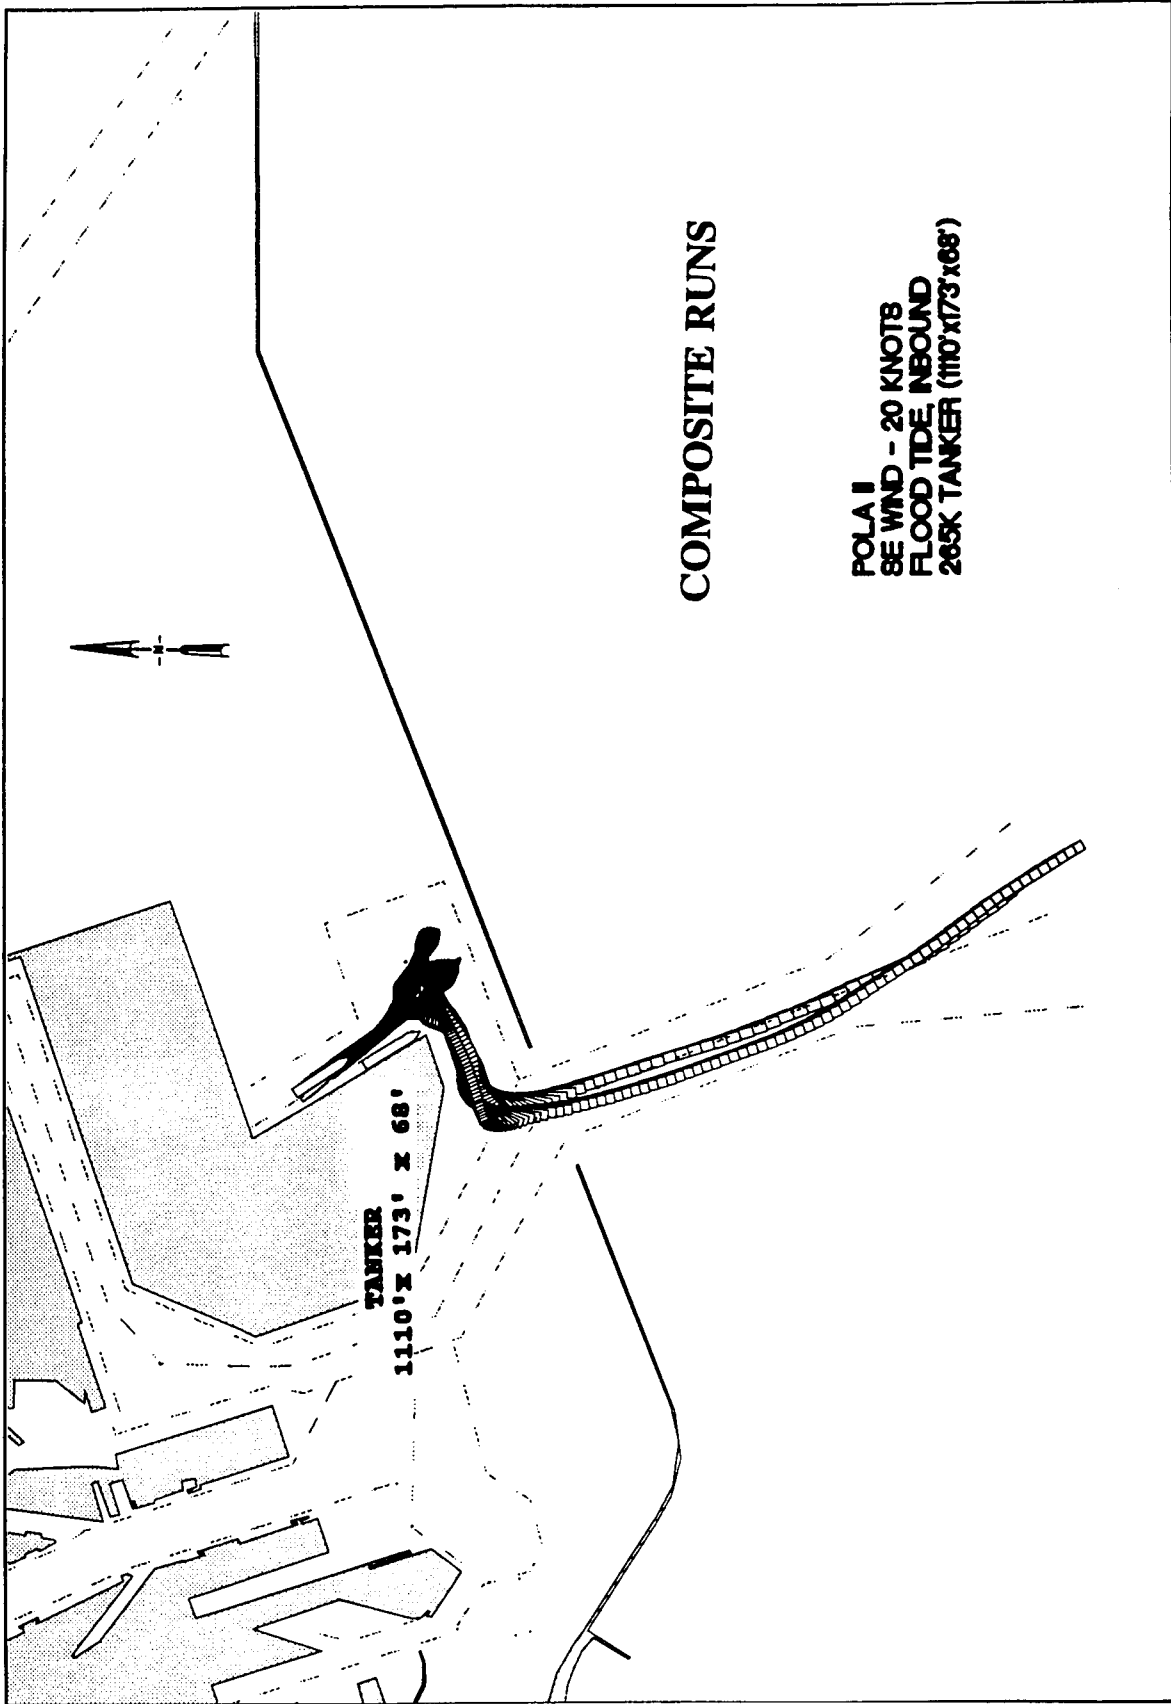 COMPOSITE RUNS
POLA II
SE WIND - 20 KNOTS
FLOOD TIDE, INBOUND
265K TANKER (1110'x173'x68')
TANKER
1110'X 173' X 68'
N